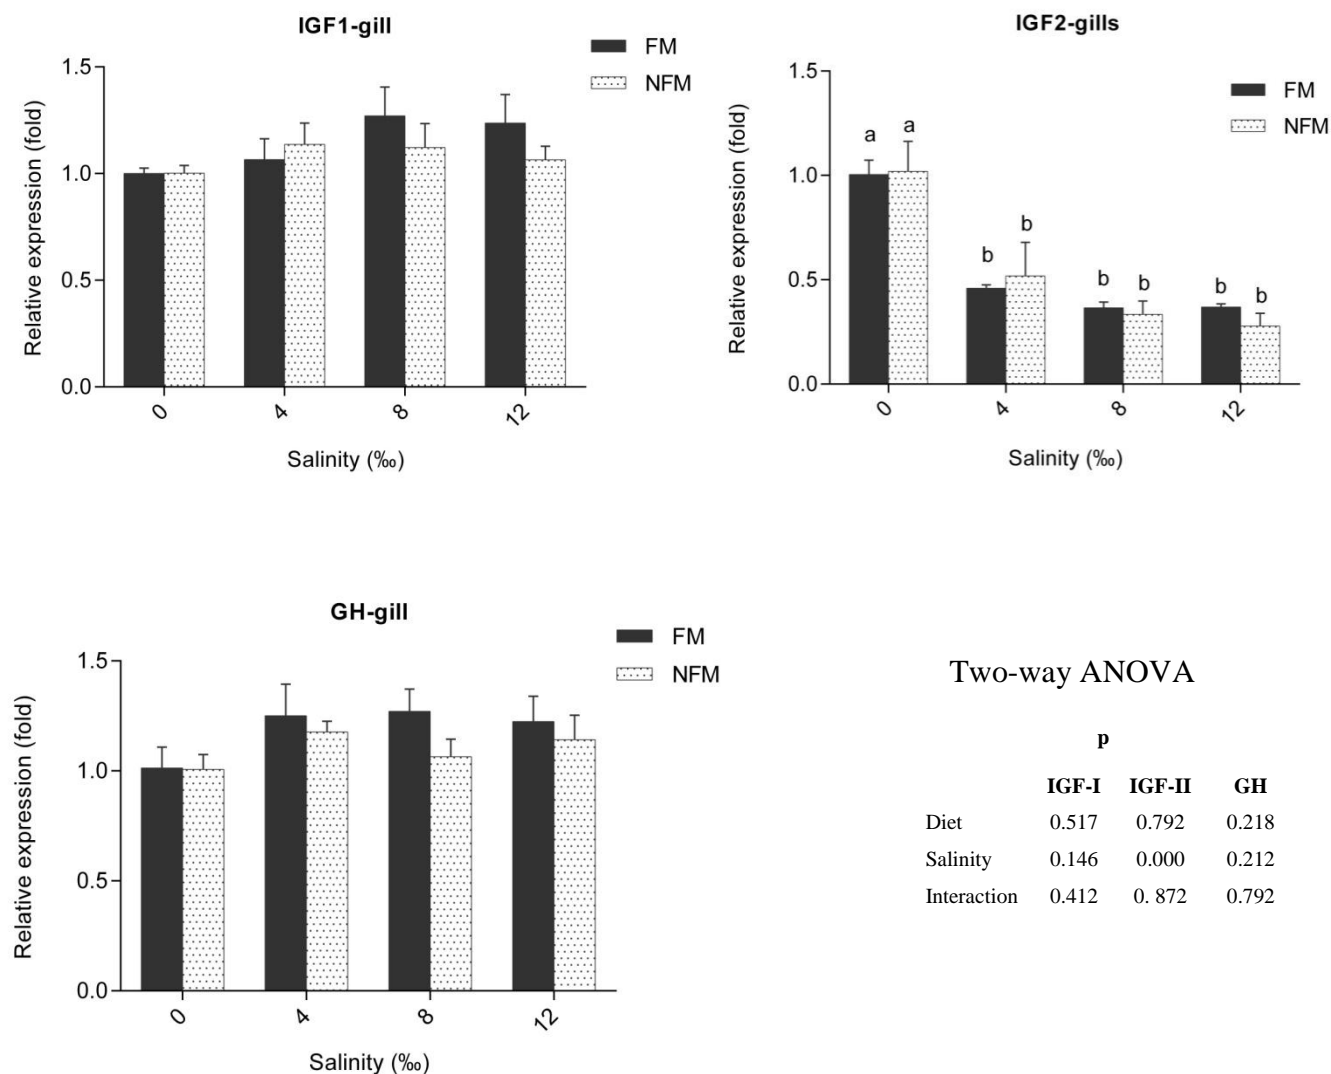 IGF1-gill
FM
NFM
Relative expression (fold)
1.5
1.0
0.5
0.0
0 4 8 12
Salinity (‰)
IGF2-gills
FM
NFM
Relative expression (fold)
1.5
1.0
0.5
0.0
a a
b b
b b
b b
0 4 8 12
Salinity (‰)
GH-gill
FM
NFM
Relative expression (fold)
1.5
1.0
0.5
0.0
0 4 8 12
Salinity (‰)
Two-way ANOVA
p
IGF-I IGF-II GH
Diet 0.517 0.792 0.218
Salinity 0.146 0.000 0.212
Interaction 0.412 0. 872 0.792